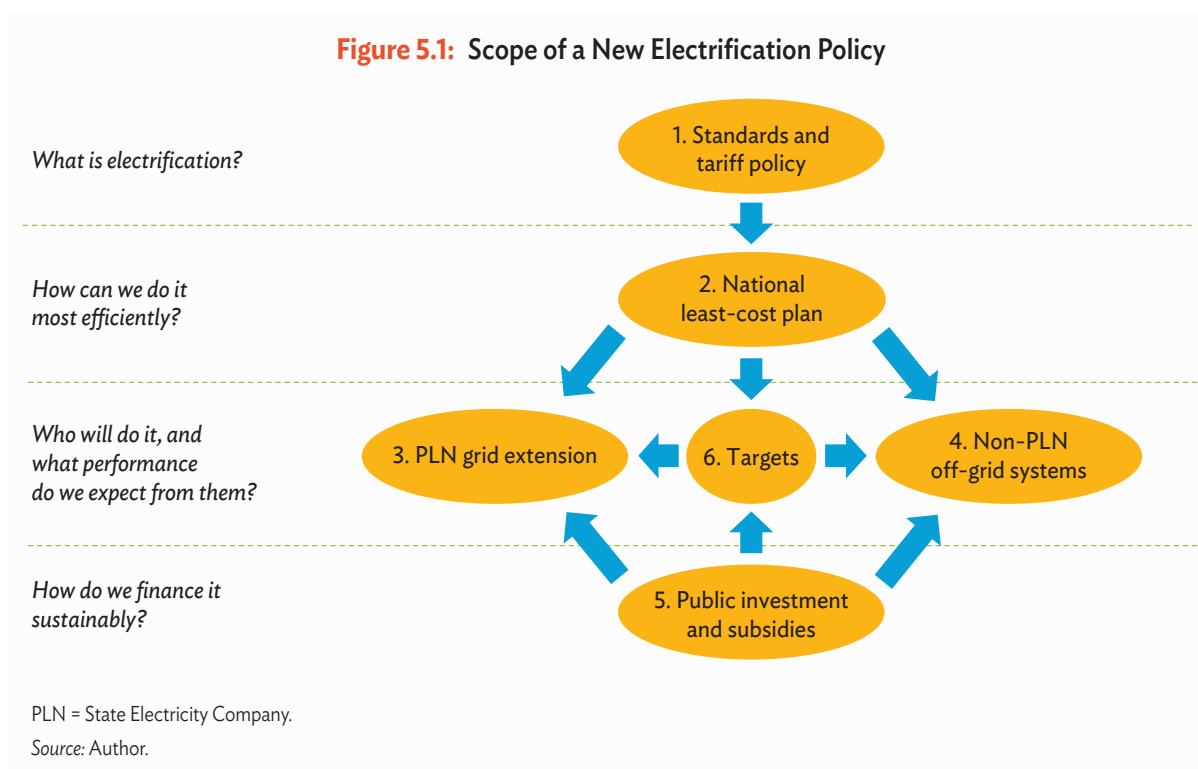 Figure 5.1: Scope of a New Electrification Policy
What is electrification?
1. Standards and
tariff policy
How can we do it
most efficiently?
2. National
least-cost plan
Who will do it, and
what performance
do we expect from them?
3. PLN grid extension
6. Targets
4. Non-PLN
off-grid systems
How do we finance it
sustainably?
5. Public investment
and subsidies
PLN = State Electricity Company.
Source: Author.